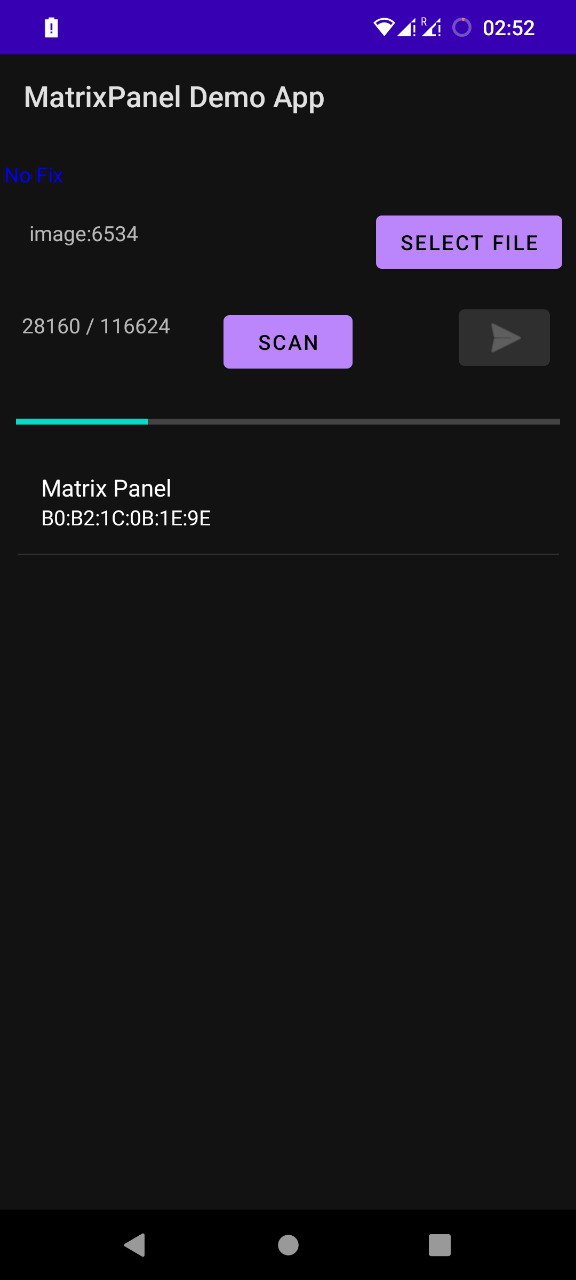 R
02:52
MatrixPanel Demo App
No Fix
image:6534
SELECT FILE
28160 / 116624
SCAN
Matrix Panel
B0:B2:1C:0B:1E:9E